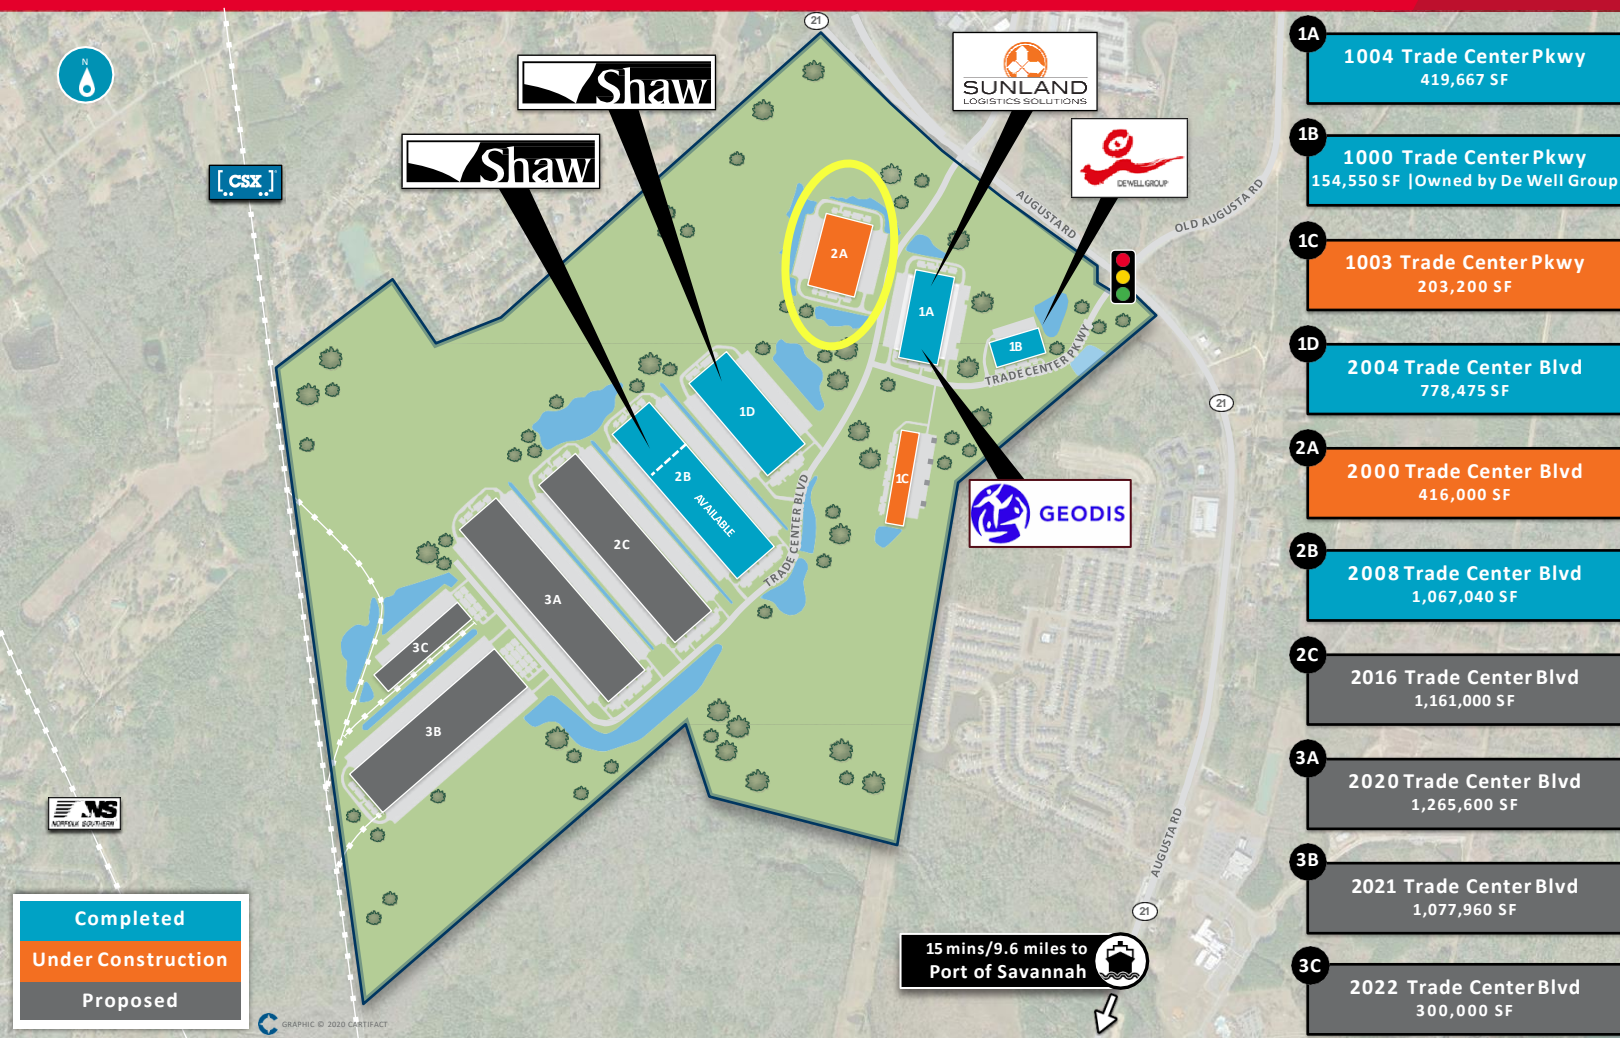 21
N
Shaw
Shaw
SUNLAND
LOGISTICS SOLUTIONS
DE WELL GROUP
[CSX]
AUGUSTA RD
OLD AUGUSTA RD
2A
1A
1B
TRADE CENTER PKWY
1D
21
2B
AVAILABLE
1C
TRADE CENTER BLVD
GEODIS
2C
3A
3C
3B
NS
NORFOLK SOUTHERN
AUGUSTA RD
21
15 mins/9.6 miles to
Port of Savannah
Completed
Under Construction
Proposed
GRAPHIC © 2020 CARTIFACT
1A
1004 Trade Center Pkwy
419,667 SF
1B
1000 Trade Center Pkwy
154,550 SF | Owned by De Well Group
1C
1003 Trade Center Pkwy
203,200 SF
1D
2004 Trade Center Blvd
778,475 SF
2A
2000 Trade Center Blvd
416,000 SF
2B
2008 Trade Center Blvd
1,067,040 SF
2C
2016 Trade Center Blvd
1,161,000 SF
3A
2020 Trade Center Blvd
1,265,600 SF
3B
2021 Trade Center Blvd
1,077,960 SF
3C
2022 Trade Center Blvd
300,000 SF